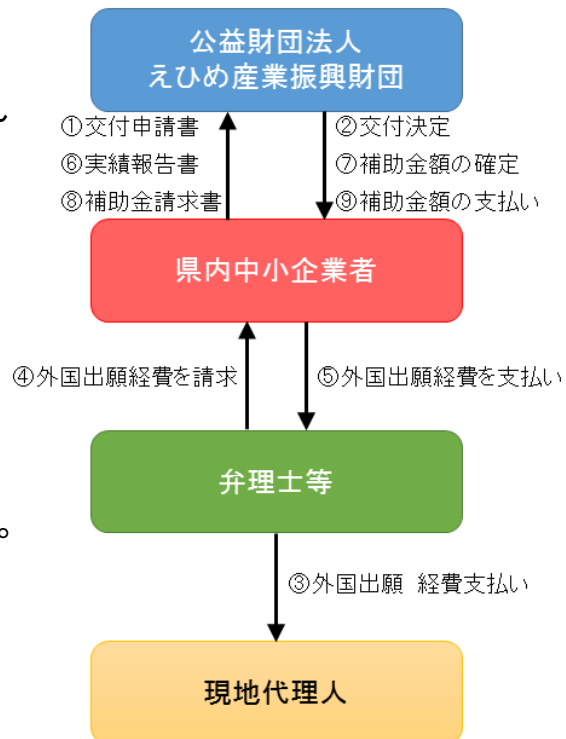 公益財団法人
えひめ産業振興財団
①交付申請書
②交付決定
⑥実績報告書
⑦補助金額の確定
⑧補助金請求書
⑨補助金額の支払い
県内中小企業者
④外国出願経費を請求
⑤外国出願経費を支払い
弁理士等
。
③外国出願 経費支払い
現地代理人